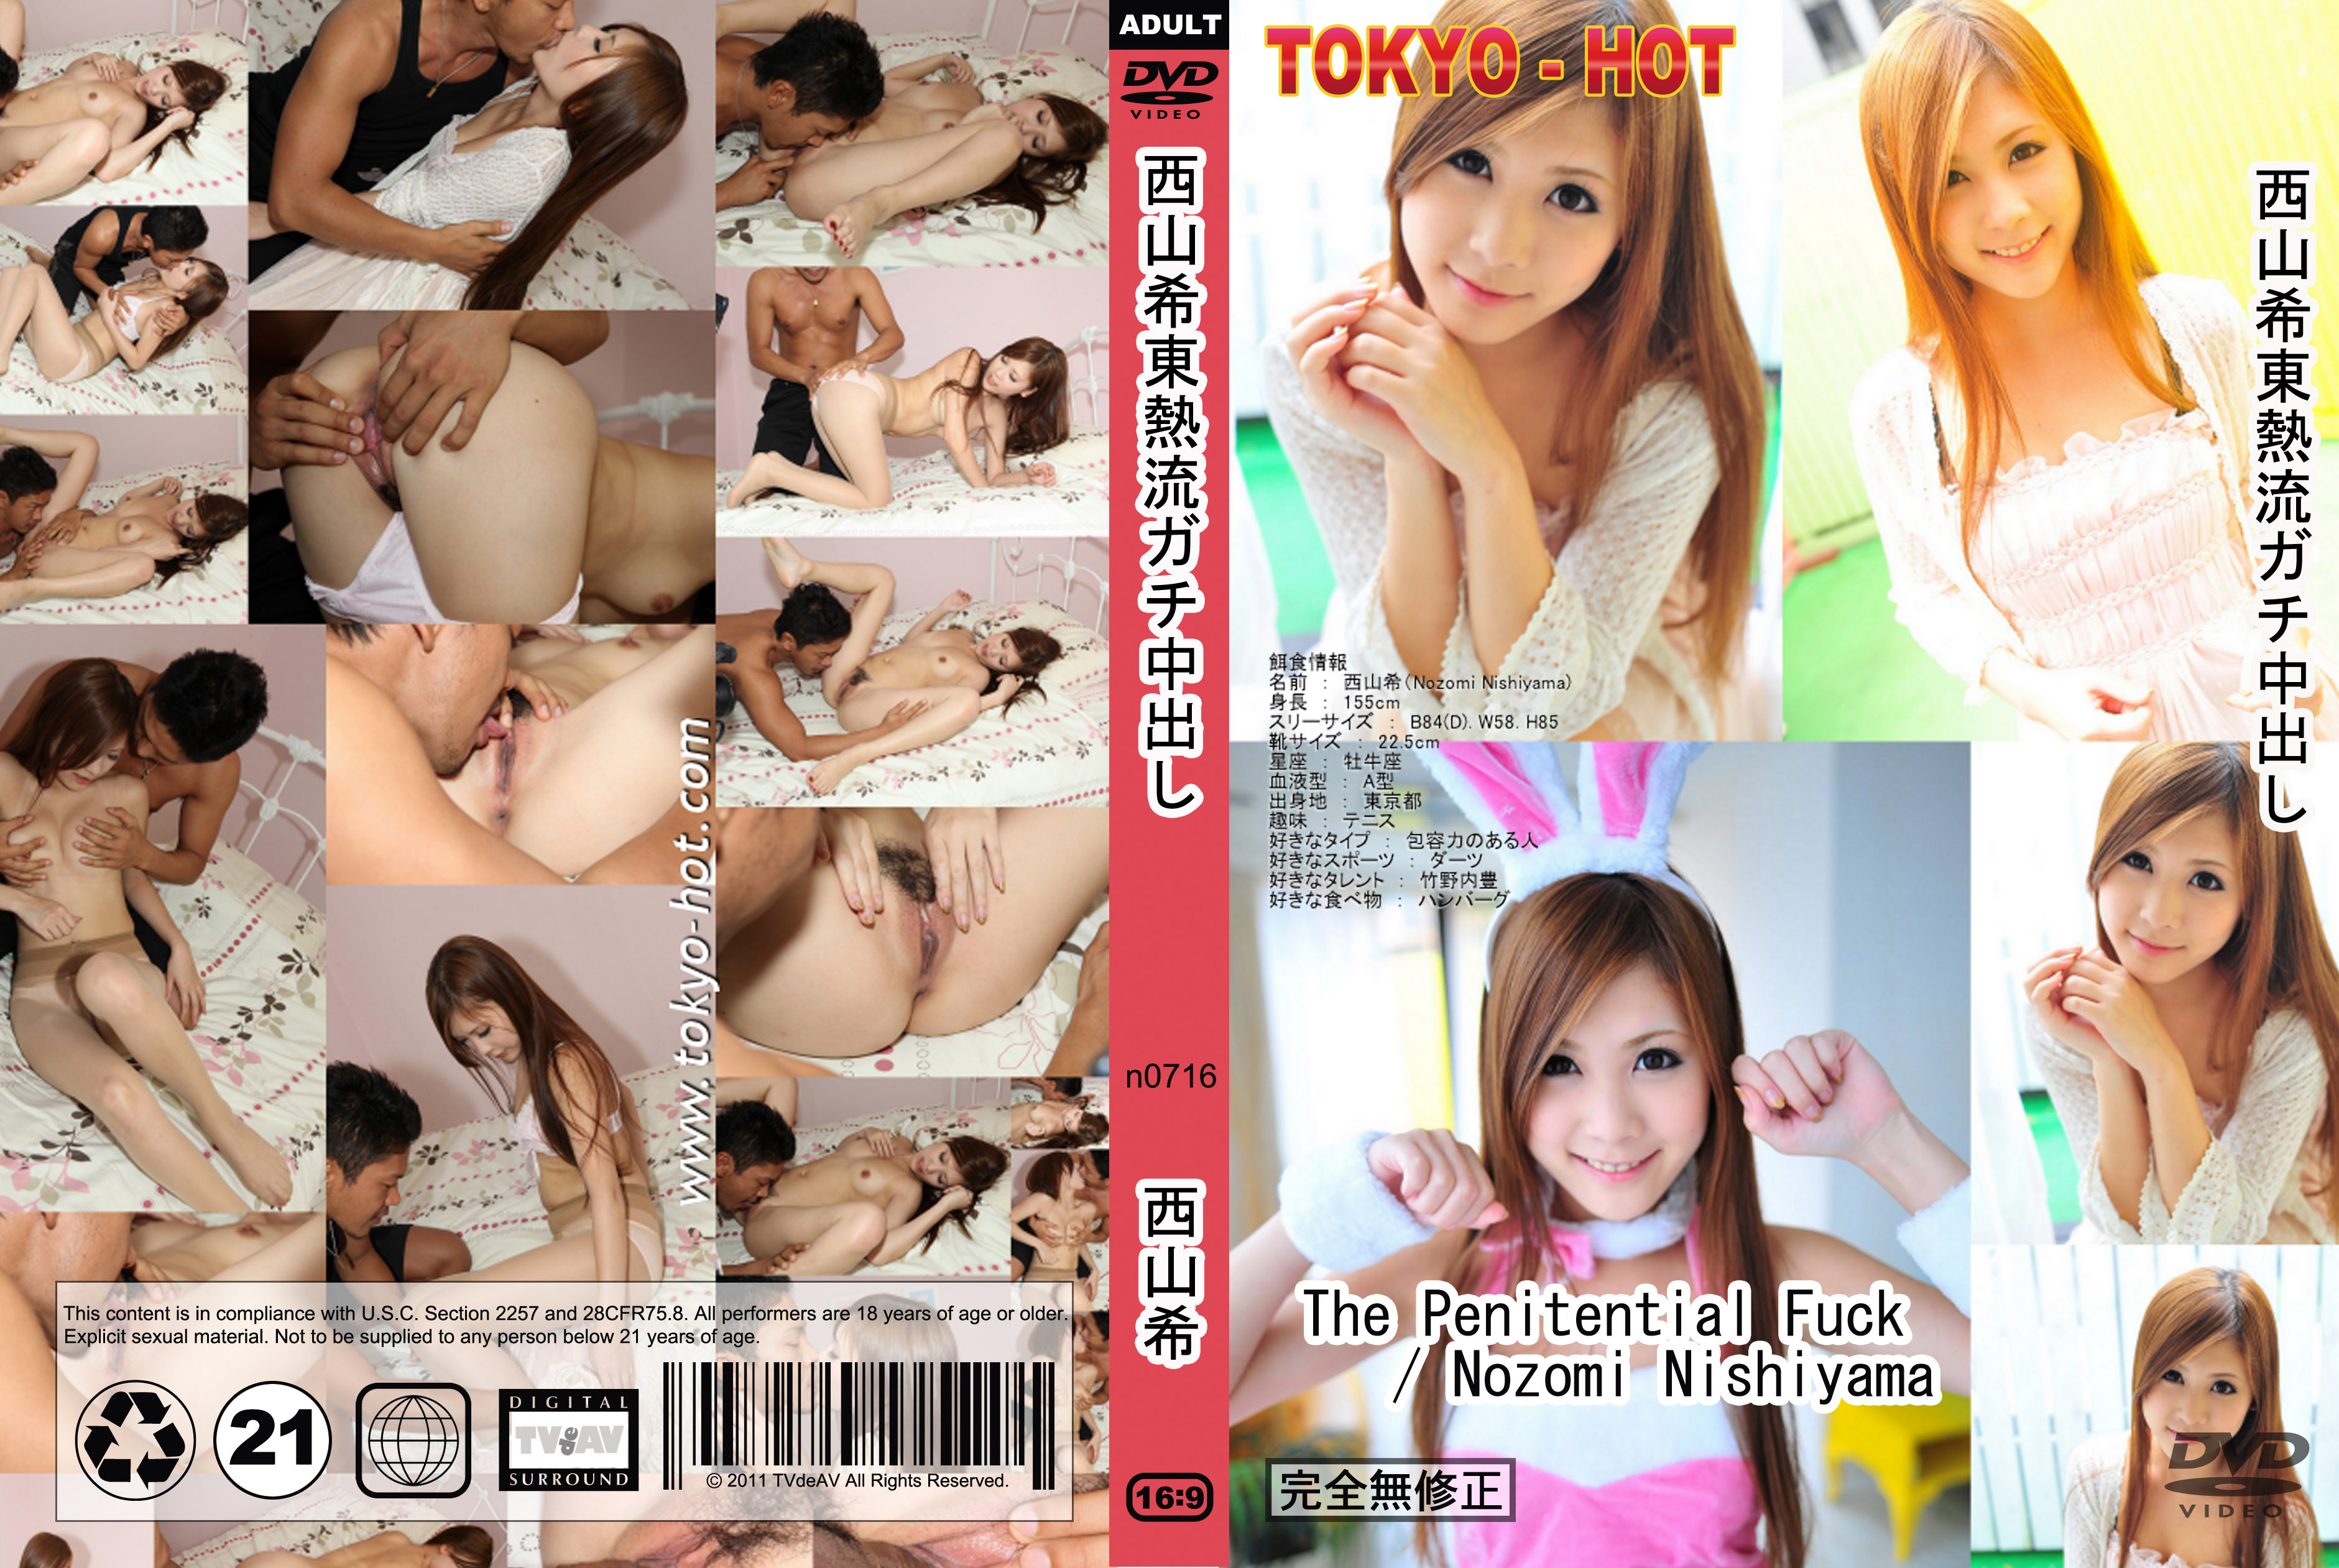 www.tokyo-hot.com
This content is in compliance with U.S.C. Section 2257 and 28CFR75.8. All performers are 18 years of age or older.
Explicit sexual material. Not to be supplied to any person below 21 years of age.
21
DIGITAL
TVdeAV
SURROUND
© 2011 TVdeAV All Rights Reserved.
ADULT
DVD
VIDEO
西山希東熱流ガチ中出し
n0716
西山希
16:9
TOKYO - HOT
西山希東熱流ガチ中出し
餌食情報
名前 : 西山希(Nozomi Nishiyama)
身長 : 155cm
スリーサイズ : B84(D). W58. H85
靴サイズ : 22.5cm
星座 : 牡牛座
血液型 : A型
出身地 : 東京都
趣味 : テニス
好きなタイプ : 包容力のある人
好きなスポーツ : ダーツ
好きなタレント : 竹野内豊
好きな食べ物 : ハンバーグ
The Penitential Fuck
/ Nozomi Nishiyama
完全無修正
DVD
VIDEO